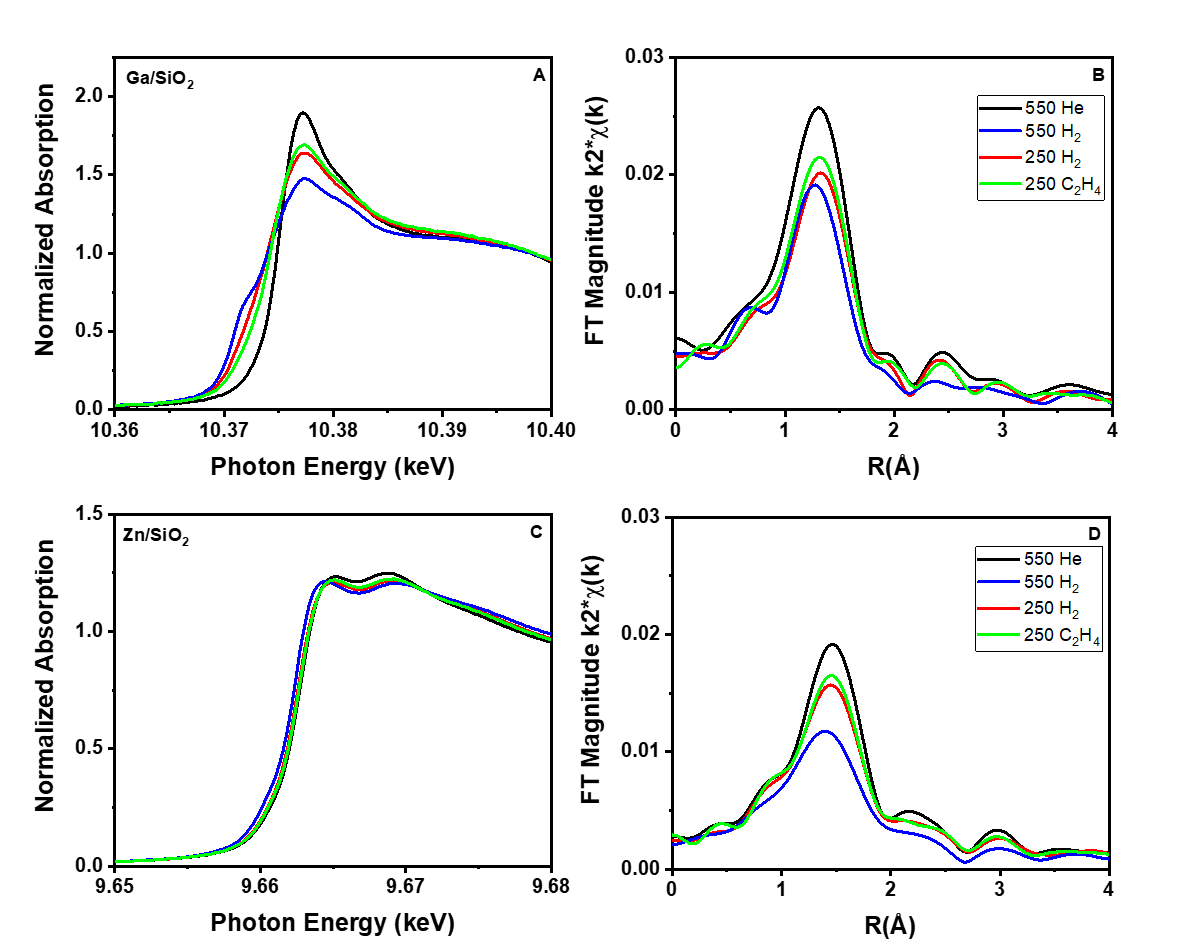 Ga/SiO₂ A
Normalized Absorption
2.0
1.5
1.0
0.5
0.0
10.36 10.37 10.38 10.39 10.40
Photon Energy (keV)
B
FT Magnitude k2*χ(k)
0.03
0.02
0.01
0.00
550 He
550 H₂
250 H₂
250 C₂H₄
0 1 2 3 4
R(Å)
Zn/SiO₂ C
Normalized Absorption
1.5
1.0
0.5
0.0
9.65 9.66 9.67 9.68
Photon Energy (keV)
D
FT Magnitude k2*χ(k)
0.03
0.02
0.01
0.00
550 He
550 H₂
250 H₂
250 C₂H₄
0 1 2 3 4
R(Å)